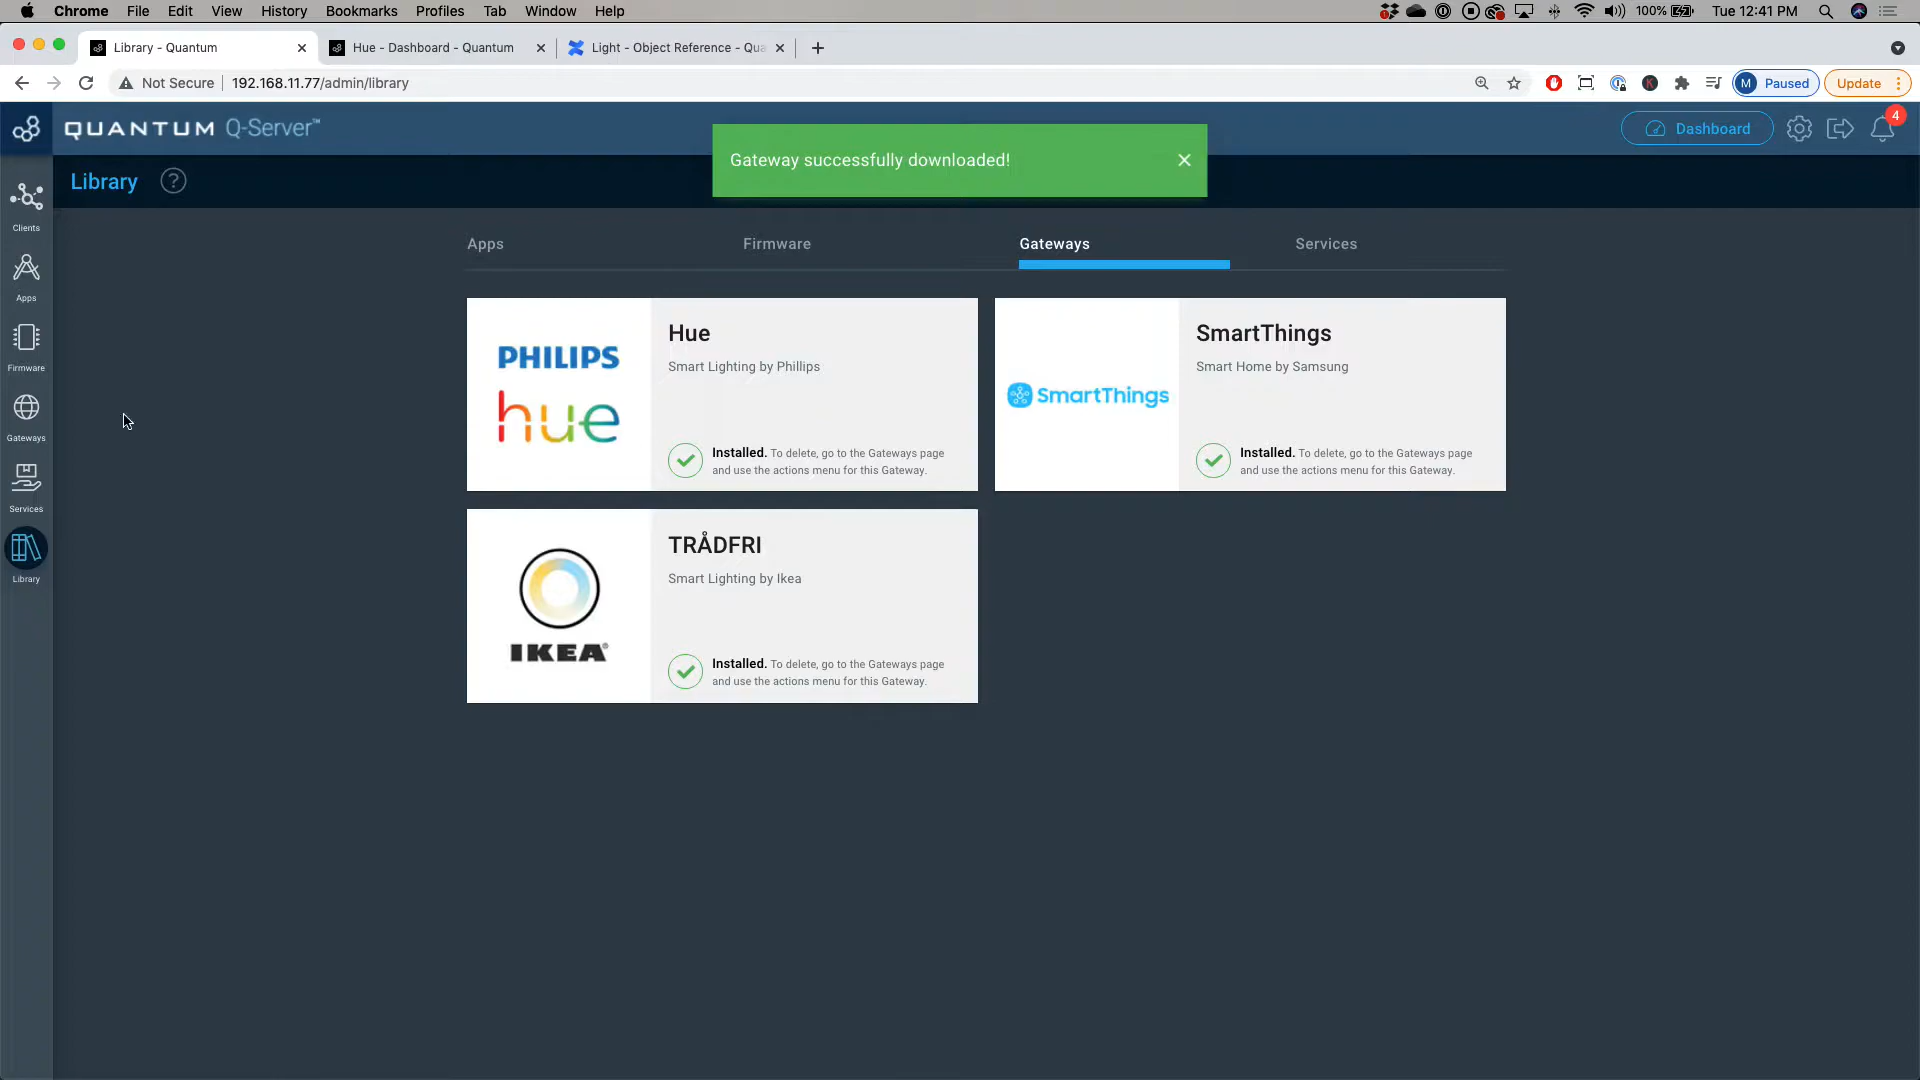 Chrome File Edit View History Bookmarks Profiles Tab Window Help 100% Tue 12:41 PM
Library - Quantum Hue - Dashboard - Quantum Light - Object Reference - Qua
Not Secure 192.168.11.77/admin/library K M Paused Update
QUANTUM Q-Server™ Dashboard 4
Gateway successfully downloaded!
Library ?
Clients
Apps
Firmware
Gateways
Services
Library
Apps Firmware Gateways Services
PHILIPS
hue
Hue
Smart Lighting by Phillips
Installed. To delete, go to the Gateways page
and use the actions menu for this Gateway.
SmartThings
SmartThings
Smart Home by Samsung
Installed. To delete, go to the Gateways page
and use the actions menu for this Gateway.
IKEA®
TRÅDFRI
Smart Lighting by Ikea
Installed. To delete, go to the Gateways page
and use the actions menu for this Gateway.